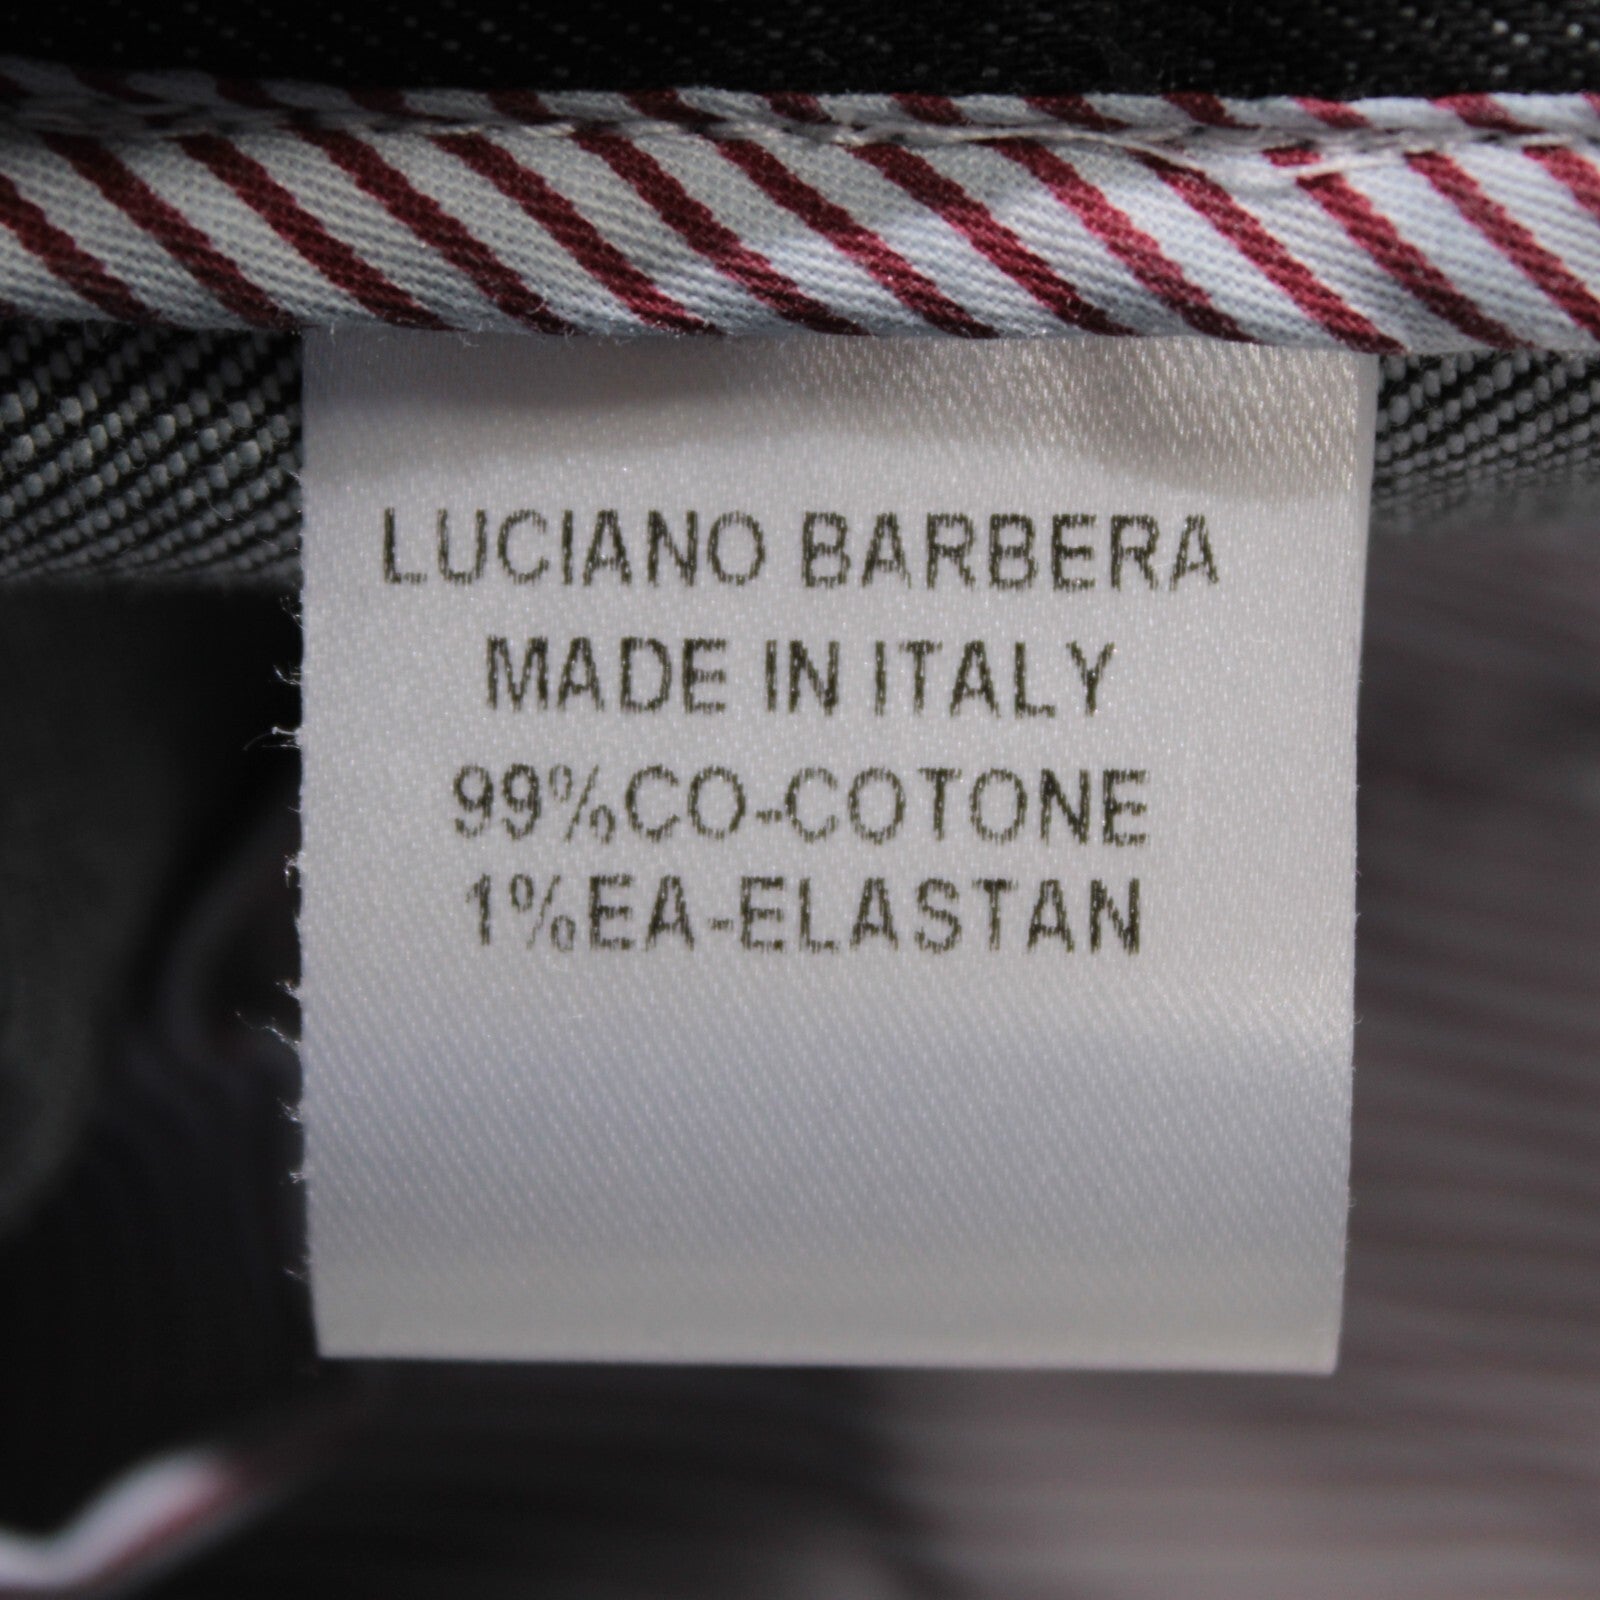 LUCIANO BARBERA
MADE IN ITALY
99%CO-COTONE
1%EA-ELASTAN